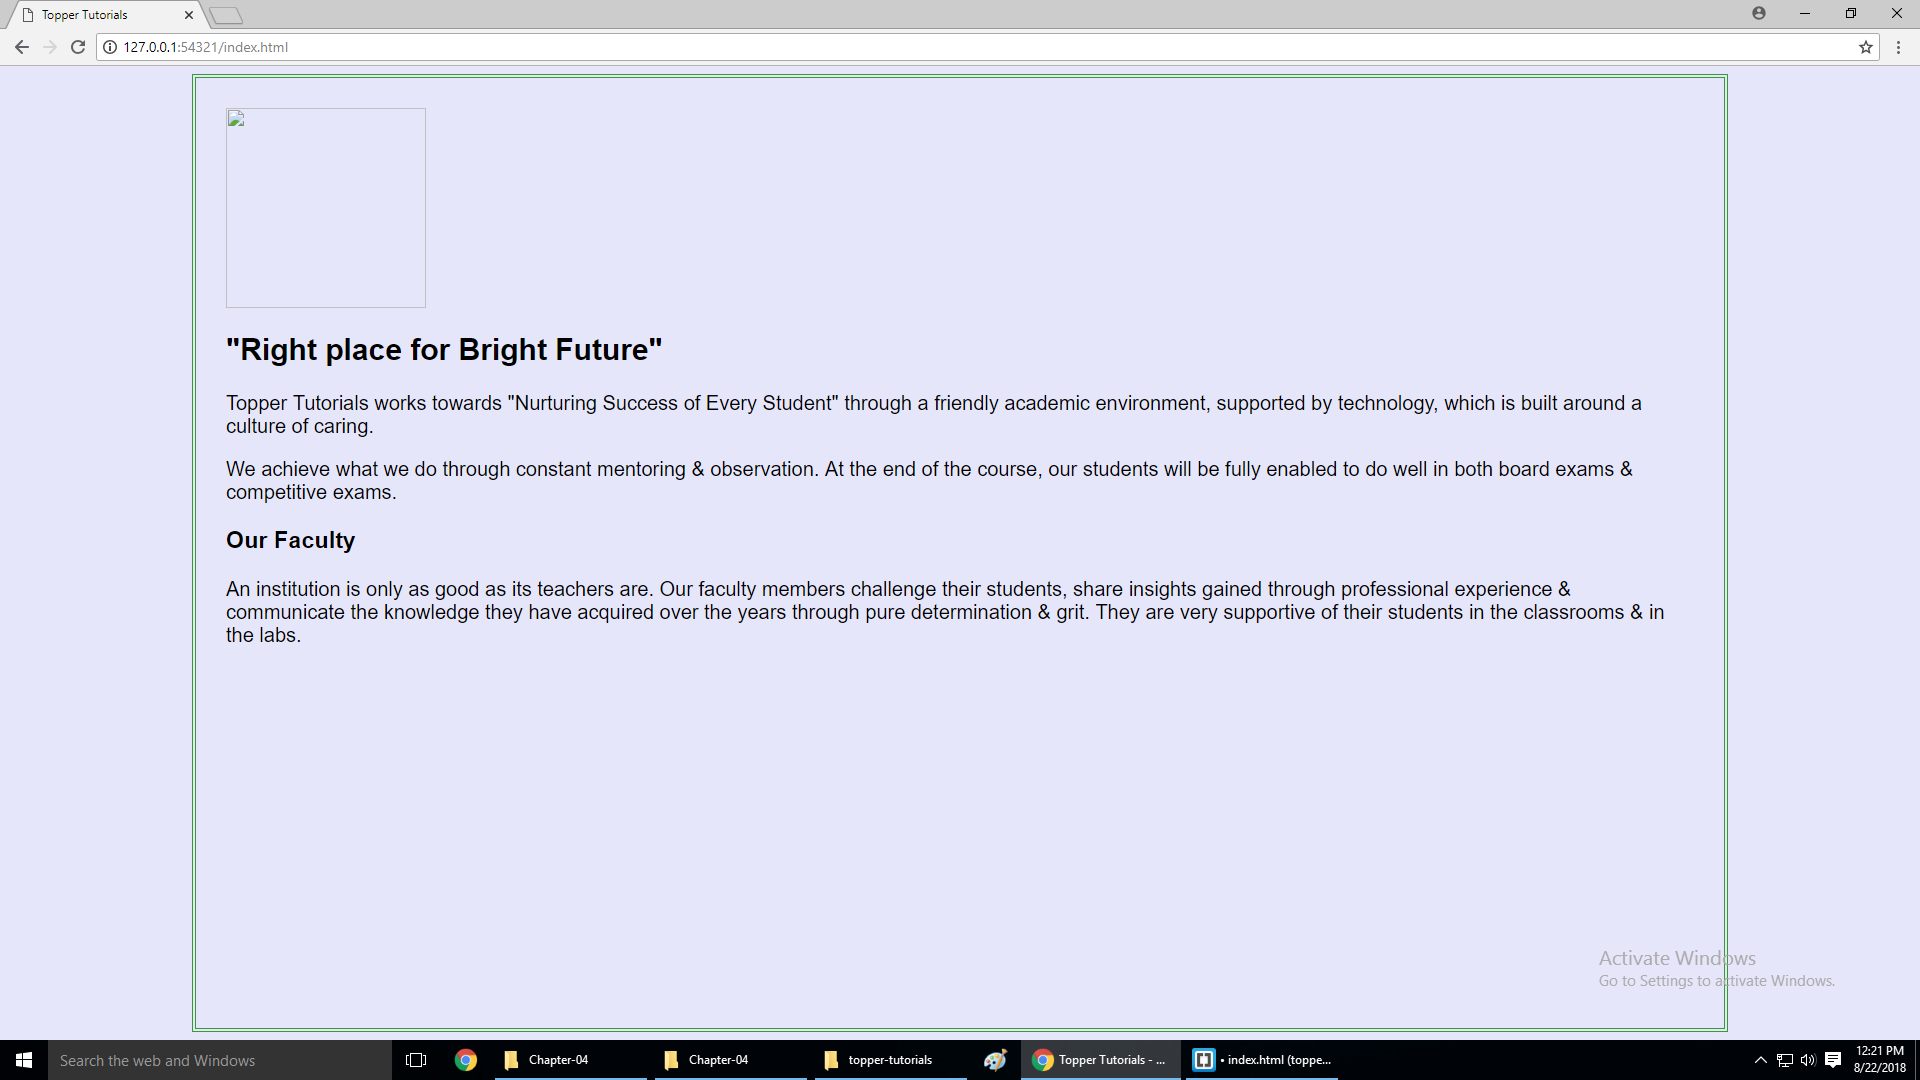 Topper Tutorials
127.0.0.1:54321/index.html
"Right place for Bright Future"
Topper Tutorials works towards "Nurturing Success of Every Student" through a friendly academic environment, supported by technology, which is built around a
culture of caring.
We achieve what we do through constant mentoring & observation. At the end of the course, our students will be fully enabled to do well in both board exams &
competitive exams.
Our Faculty
An institution is only as good as its teachers are. Our faculty members challenge their students, share insights gained through professional experience &
communicate the knowledge they have acquired over the years through pure determination & grit. They are very supportive of their students in the classrooms & in
the labs.
Activate Windows
Go to Settings to activate Windows.
Search the web and Windows
Chapter-04
Chapter-04
topper-tutorials
Topper Tutorials - ...
• index.html (toppe...
12:21 PM
8/22/2018